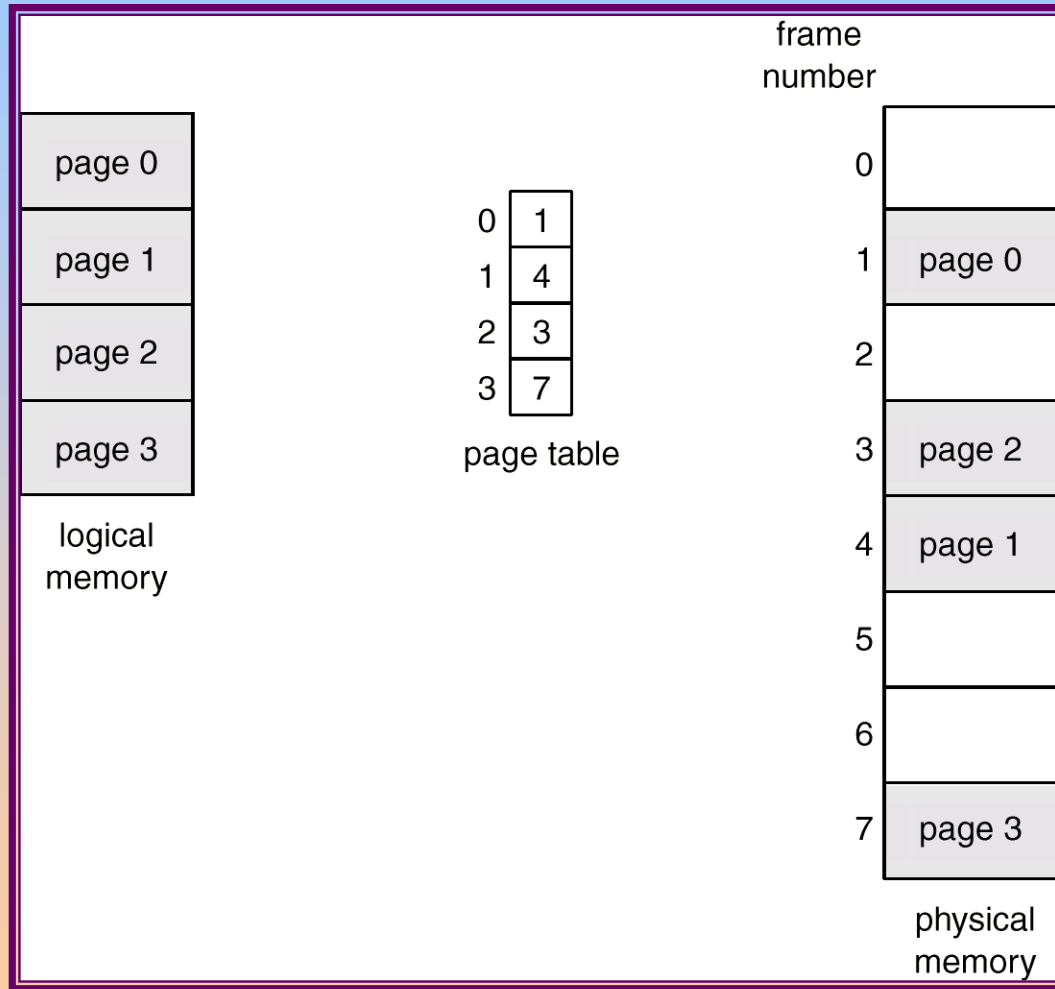 frame
number
page 0
page 1
page 2
page 3
logical
memory
0 1
1 4
2 3
3 7
page table
0
1 page 0
2
3 page 2
4 page 1
5
6
7 page 3
physical
memory